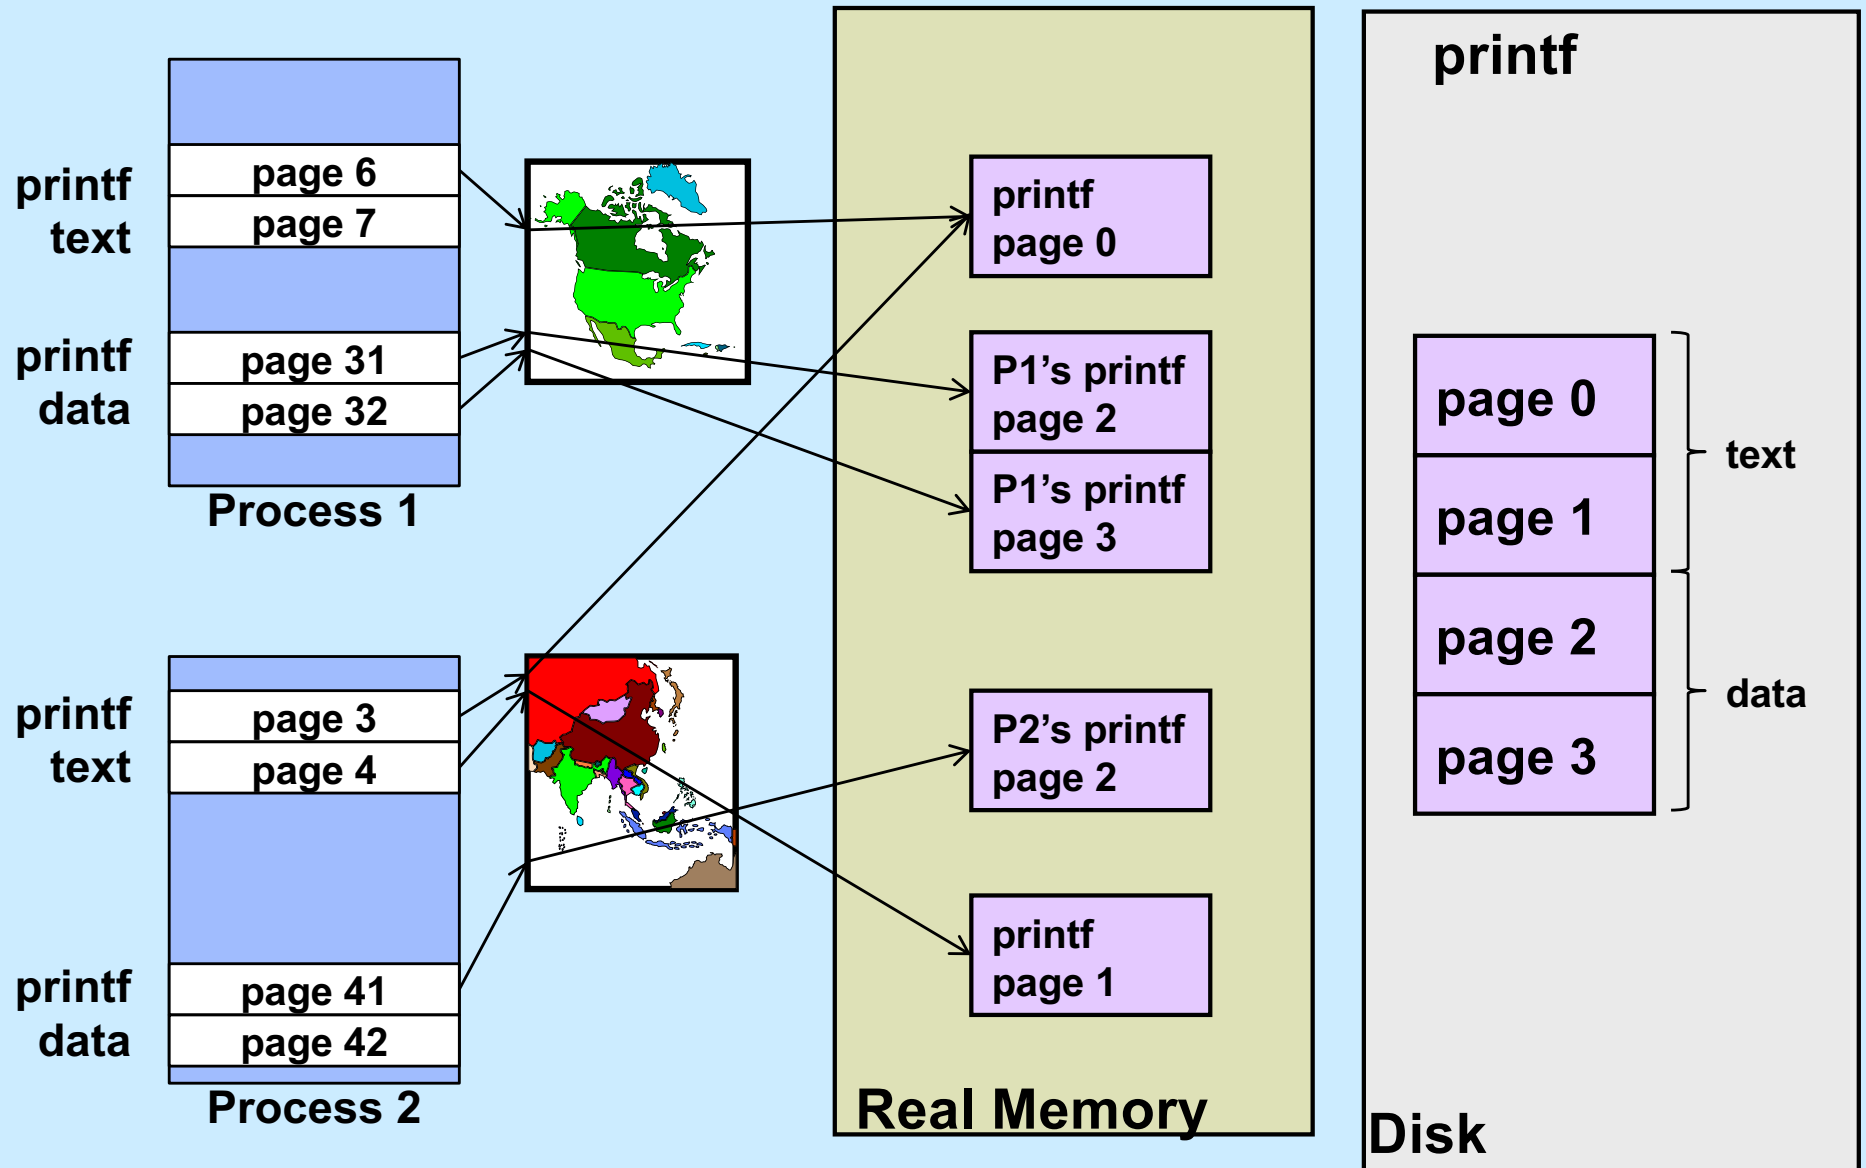 printf
text
page 6
page 7
printf
data
page 31
page 32
Process 1
printf
text
page 3
page 4
printf
data
page 41
page 42
Process 2
printf
page 0
P1’s printf
page 2
P1’s printf
page 3
P2’s printf
page 2
printf
page 1
Real Memory
printf
page 0
page 1
text
page 2
page 3
data
Disk